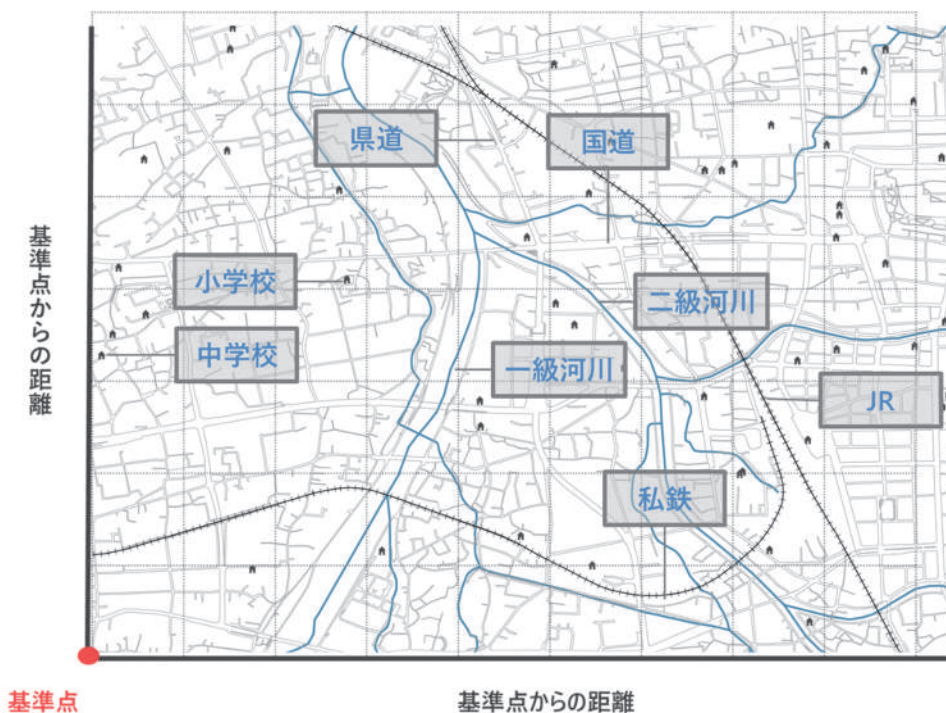 県道
国道
基準点からの距離
小学校
二級河川
中学校
一級河川
JR
私鉄
基準点
基準点からの距離